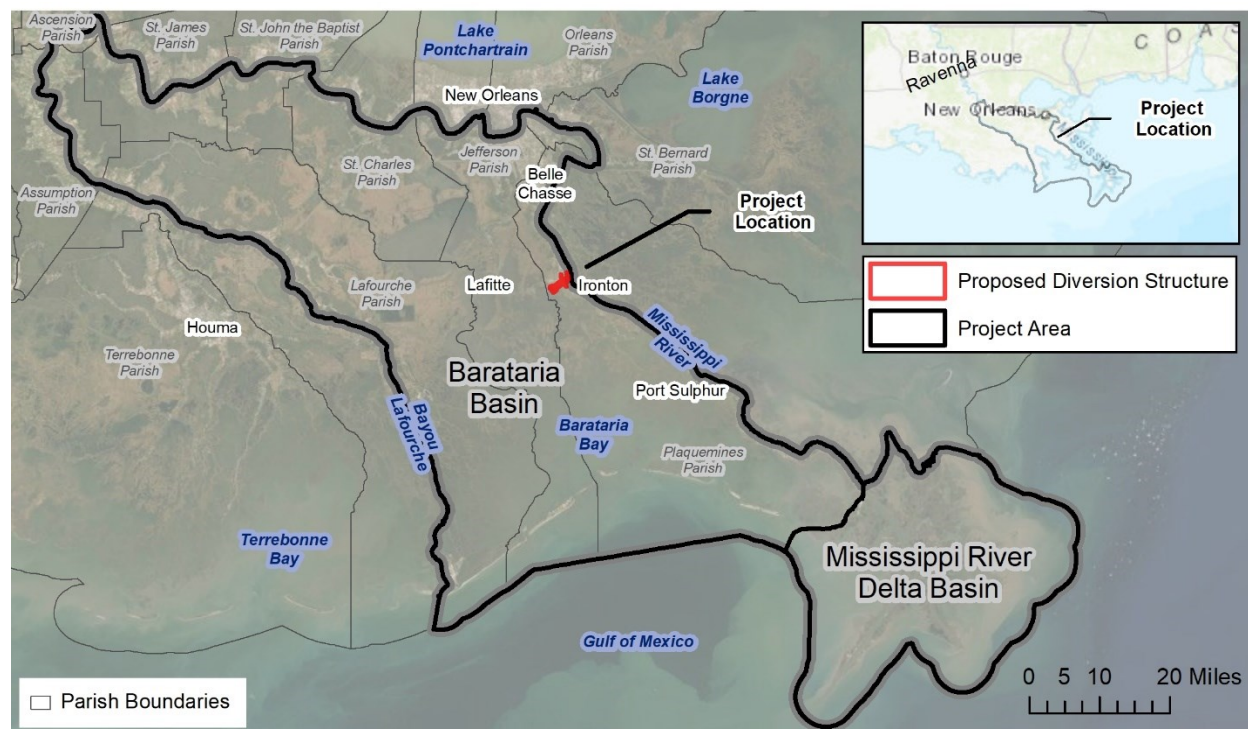 Ascension
Parish
St. James
Parish
St. John the Baptist
Parish
Lake
Pontchartrain
Orleans
Parish
Lake
Borgne
New Orleans
Jefferson
Parish
St. Charles
Parish
St. Bernard
Parish
Belle
Chasse
Assumption
Parish
Project
Location
Lafourche
Parish
Lafitte
Ironton
Houma
Terrebonne
Parish
Mississippi
River
Barataria
Basin
Port Sulphur
Bayou
Lafourche
Barataria
Bay
Plaquemines
Parish
Terrebonne
Bay
Mississippi River
Delta Basin
Gulf of Mexico
0 5 10 20 Miles
Parish Boundaries
C O A S
Baton Rouge
Ravenna
New Orleans
Project
Location
Proposed Diversion Structure
Project Area